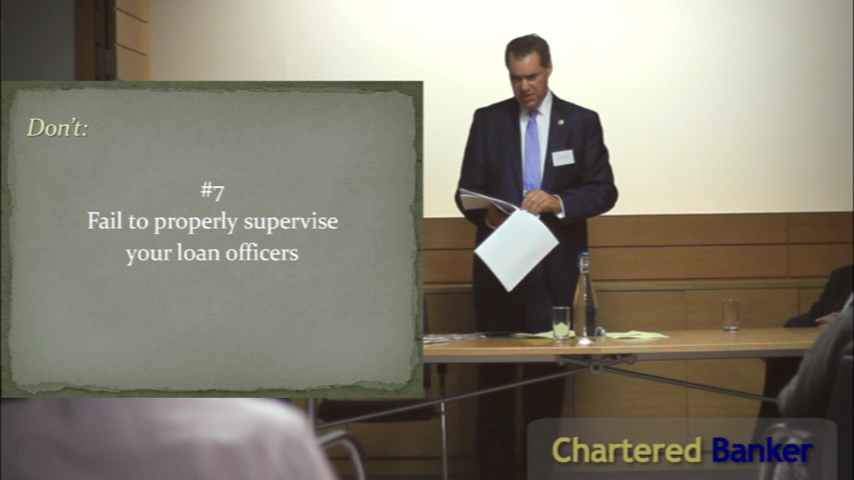 Don't:
#7
Fail to properly supervise
your loan officers
Chartered Banker